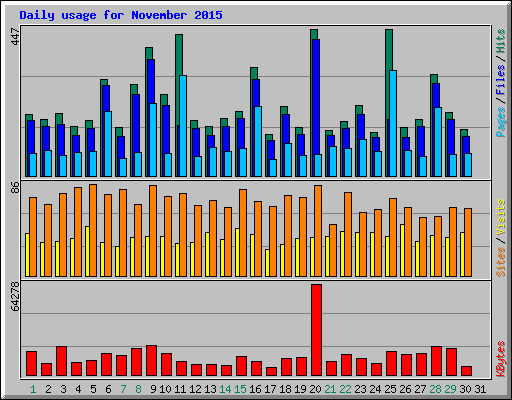 Daily usage for November 2015
447
Pages / Files / Hits
86
Sites / Visits
64278
KBytes
1 2 3 4 5 6 7 8 9 10 11 12 13 14 15 16 17 18 19 20 21 22 23 24 25 26 27 28 29 30 31